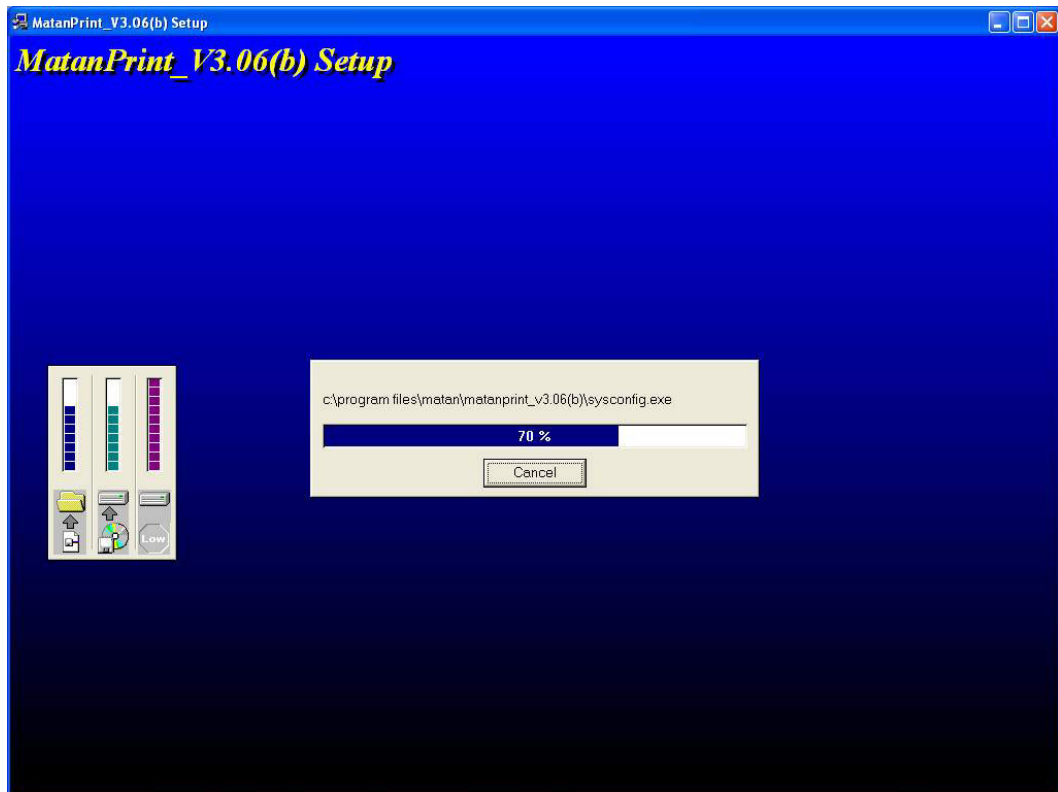 MatanPrint_V3.06(b) Setup
MatanPrint_V3.06(b) Setup
c:\program files\matan\matanprint_v3.06(b)\sysconfig.exe
70 %
Cancel
Low